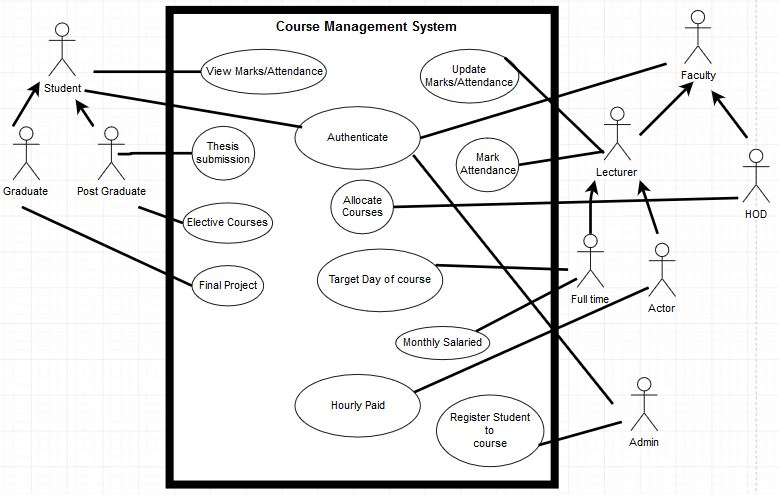 Course Management System
Student
Faculty
View Marks/Attendance
Update
Marks/Attendance
Authenticate
Graduate
Post Graduate
Thesis
submission
Mark
Attendance
Lecturer
HOD
Allocate
Courses
Elective Courses
Final Project
Target Day of course
Full time
Actor
Monthly Salaried
Hourly Paid
Register Student
to
course
Admin